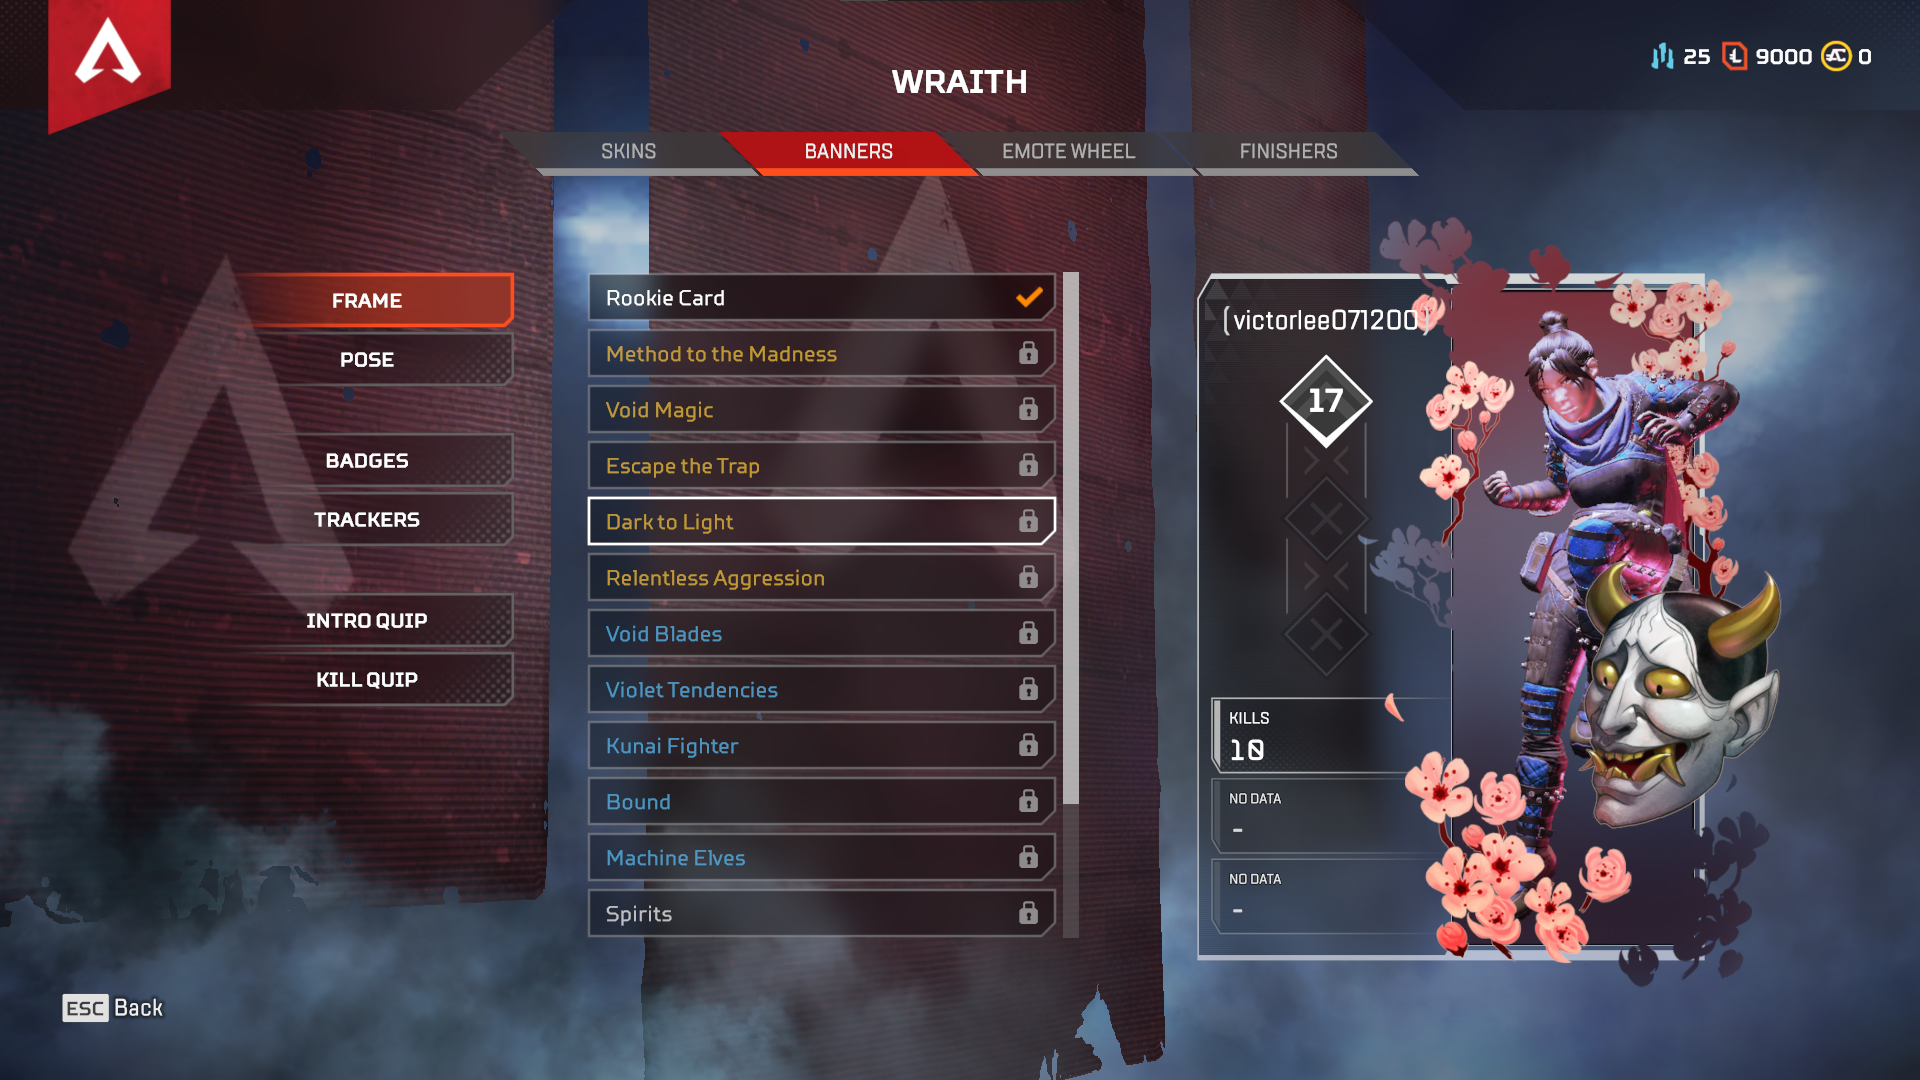 WRAITH
25 9000 0
SKINS BANNERS EMOTE WHEEL FINISHERS
FRAME
POSE
BADGES
TRACKERS
INTRO QUIP
KILL QUIP
Rookie Card
Method to the Madness
Void Magic
Escape the Trap
Dark to Light
Relentless Aggression
Void Blades
Violet Tendencies
Kunai Fighter
Bound
Machine Elves
Spirits
[victorlee071200]
17
KILLS
10
NO DATA
-
NO DATA
-
ESC Back